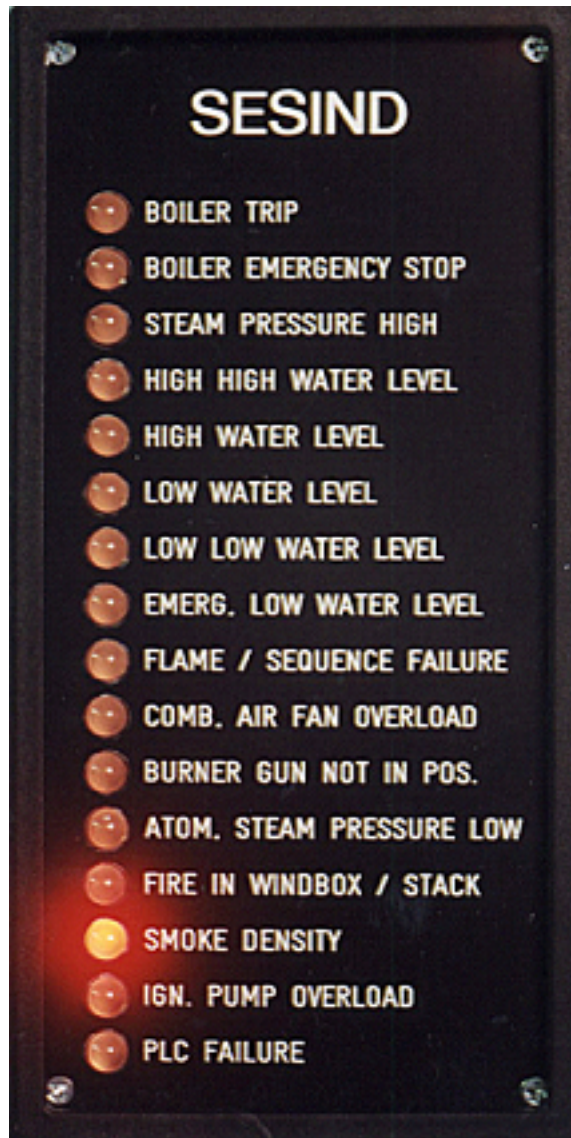 SESIND
BOILER TRIP
BOILER EMERGENCY STOP
STEAM PRESSURE HIGH
HIGH HIGH WATER LEVEL
HIGH WATER LEVEL
LOW WATER LEVEL
LOW LOW WATER LEVEL
EMERG. LOW WATER LEVEL
FLAME / SEQUENCE FAILURE
COMB. AIR FAN OVERLOAD
BURNER GUN NOT IN POS.
ATOM. STEAM PRESSURE LOW
FIRE IN WINDBOX / STACK
SMOKE DENSITY
IGN. PUMP OVERLOAD
PLC FAILURE